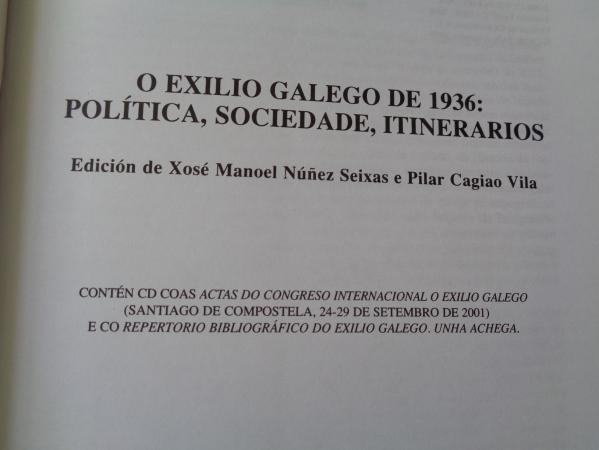 O EXILIO GALEGO DE 1936:
POLÍTICA, SOCIEDADE, ITINERARIOS
Edición de Xosé Manoel Núñez Seixas e Pilar Cagiao Vila
CONTÉN CD COAS ACTAS DO CONGRESO INTERNACIONAL O EXILIO GALEGO
(SANTIAGO DE COMPOSTELA, 24-29 DE SETEMBRO DE 2001)
E CO REPERTORIO BIBLIOGRÁFICO DO EXILIO GALEGO. UNHA ACHEGA.